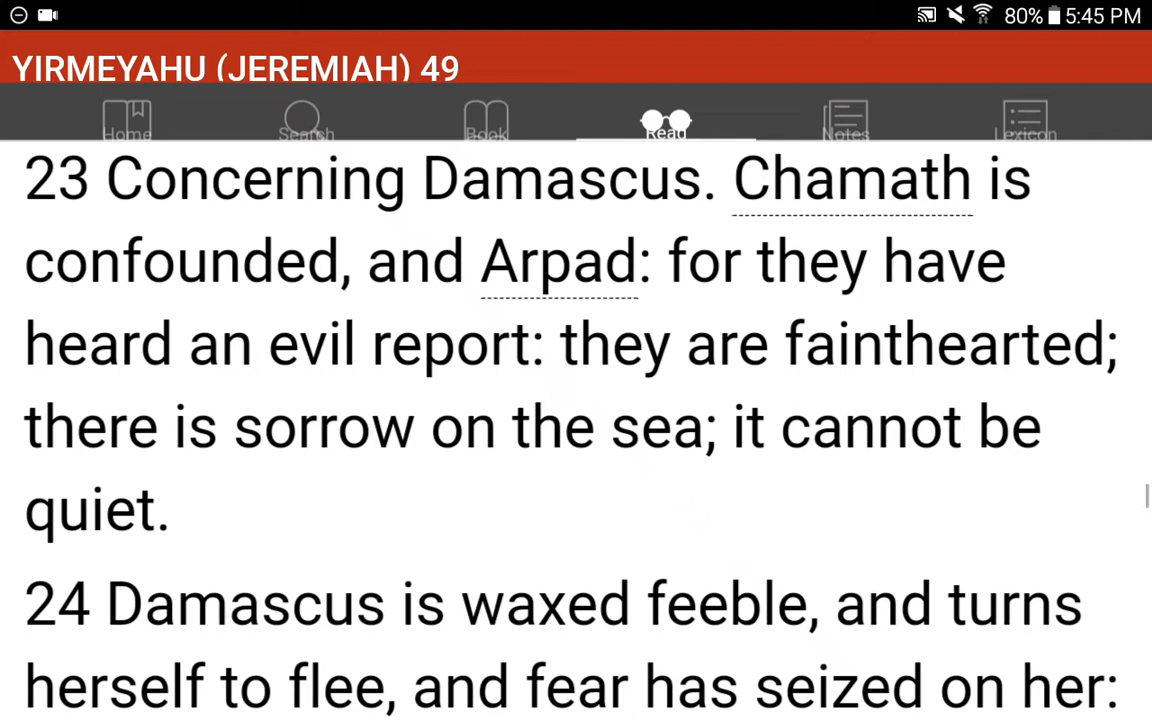 80% 5:45 PM
YIRMEYAHU (JEREMIAH) 49
Home Search Book Read Notes Lexicon
23 Concerning Damascus. Chamath is
confounded, and Arpad: for they have
heard an evil report: they are fainthearted;
there is sorrow on the sea; it cannot be
quiet.
24 Damascus is waxed feeble, and turns
herself to flee, and fear has seized on her: